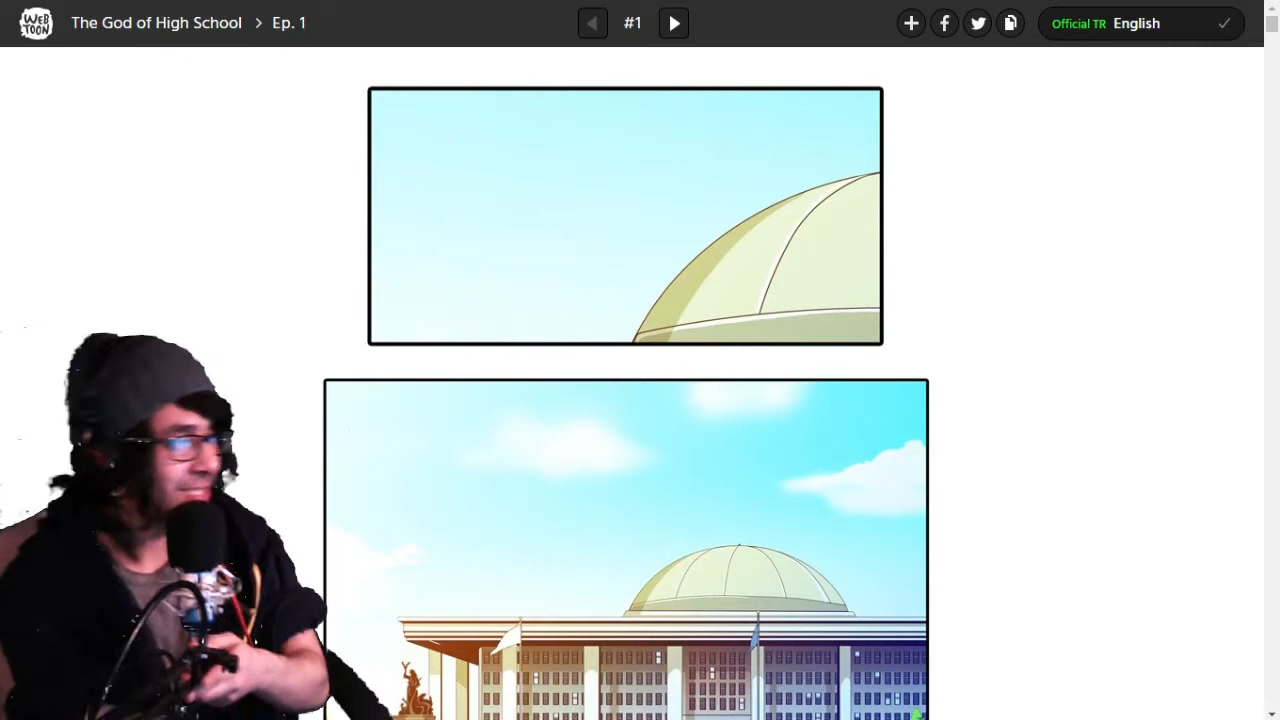 WEB
TOON
The God of High School > Ep. 1
#1
Official TR English